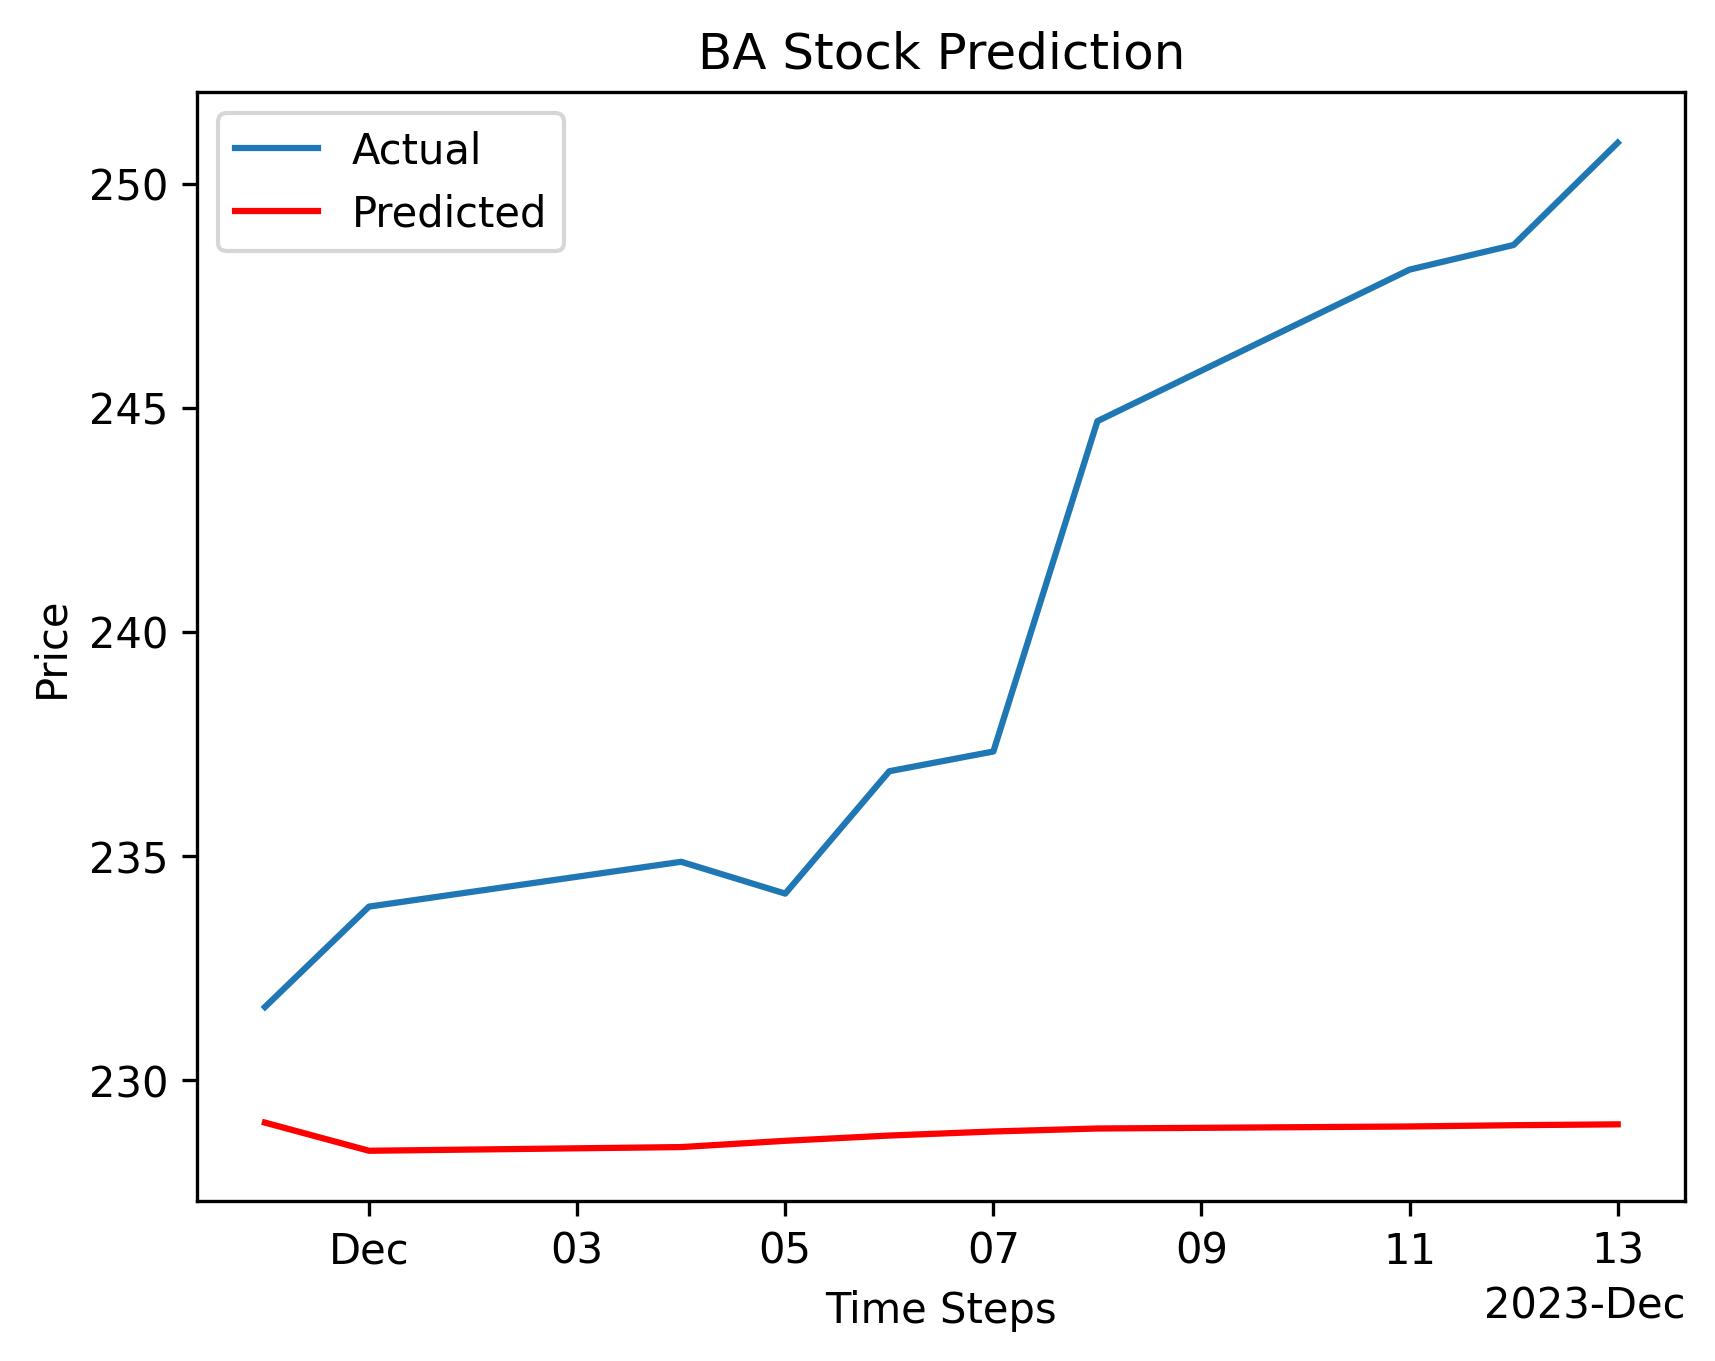 BA Stock Prediction
Actual
Predicted
250
245
240
235
230
Price
Dec 03 05 07 09 11 13
Time Steps
2023-Dec